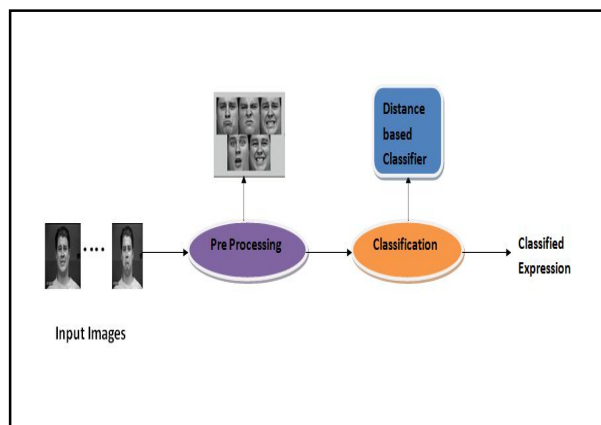 Distance
based
Classifier
Pre Processing
Classification
Classified
Expression
Input Images